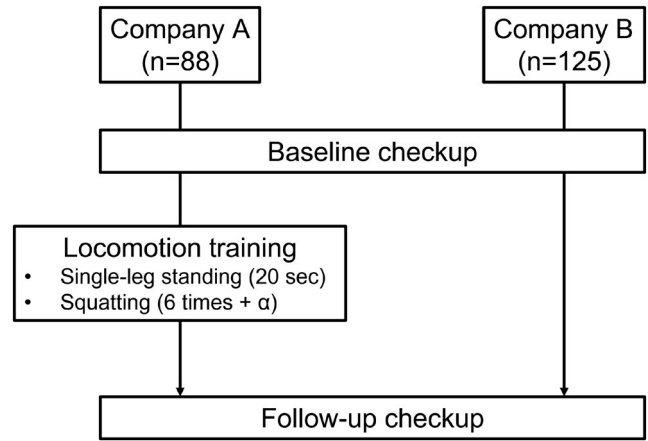 Company A
(n=88)
Company B
(n=125)
Baseline checkup
Locomotion training
• Single-leg standing (20 sec)
• Squatting (6 times + α)
Follow-up checkup